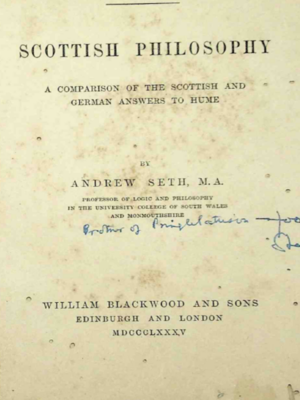 SCOTTISH PHILOSOPHY
A COMPARISON OF THE SCOTTISH AND
GERMAN ANSWERS TO HUME
BY
ANDREW SETH, M.A.
PROFESSOR OF LOGIC AND PHILOSOPHY
IN THE UNIVERSITY COLLEGE OF SOUTH WALES
AND MONMOUTHSHIRE
of
WILLIAM BLACKWOOD AND SONS
EDINBURGH AND LONDON
MDCCCLXXXV